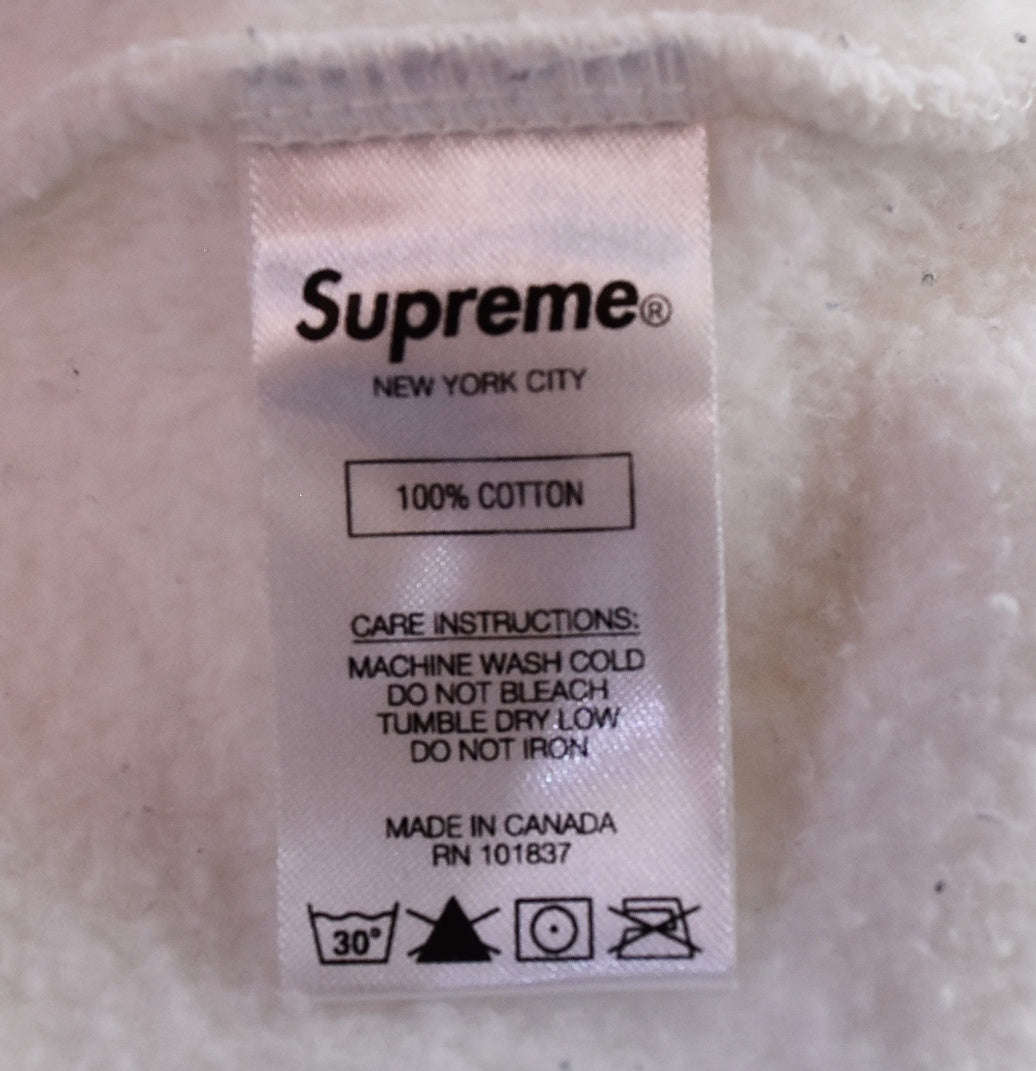 Supreme®
NEW YORK CITY
100% COTTON
CARE INSTRUCTIONS:
MACHINE WASH COLD
DO NOT BLEACH
TUMBLE DRY LOW
DO NOT IRON
MADE IN CANADA
RN 101837
30°